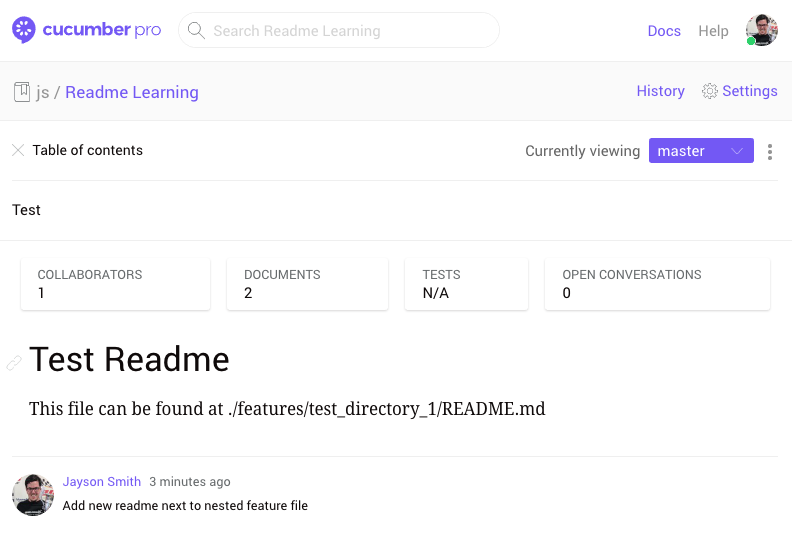 cucumber pro
Search Readme Learning
Docs
Help
js / Readme Learning
History
Settings
Table of contents
Currently viewing
master
Test
COLLABORATORS
1
DOCUMENTS
2
TESTS
N/A
OPEN CONVERSATIONS
0
Test Readme
This file can be found at ./features/test_directory_1/README.md
Jayson Smith 3 minutes ago
Add new readme next to nested feature file